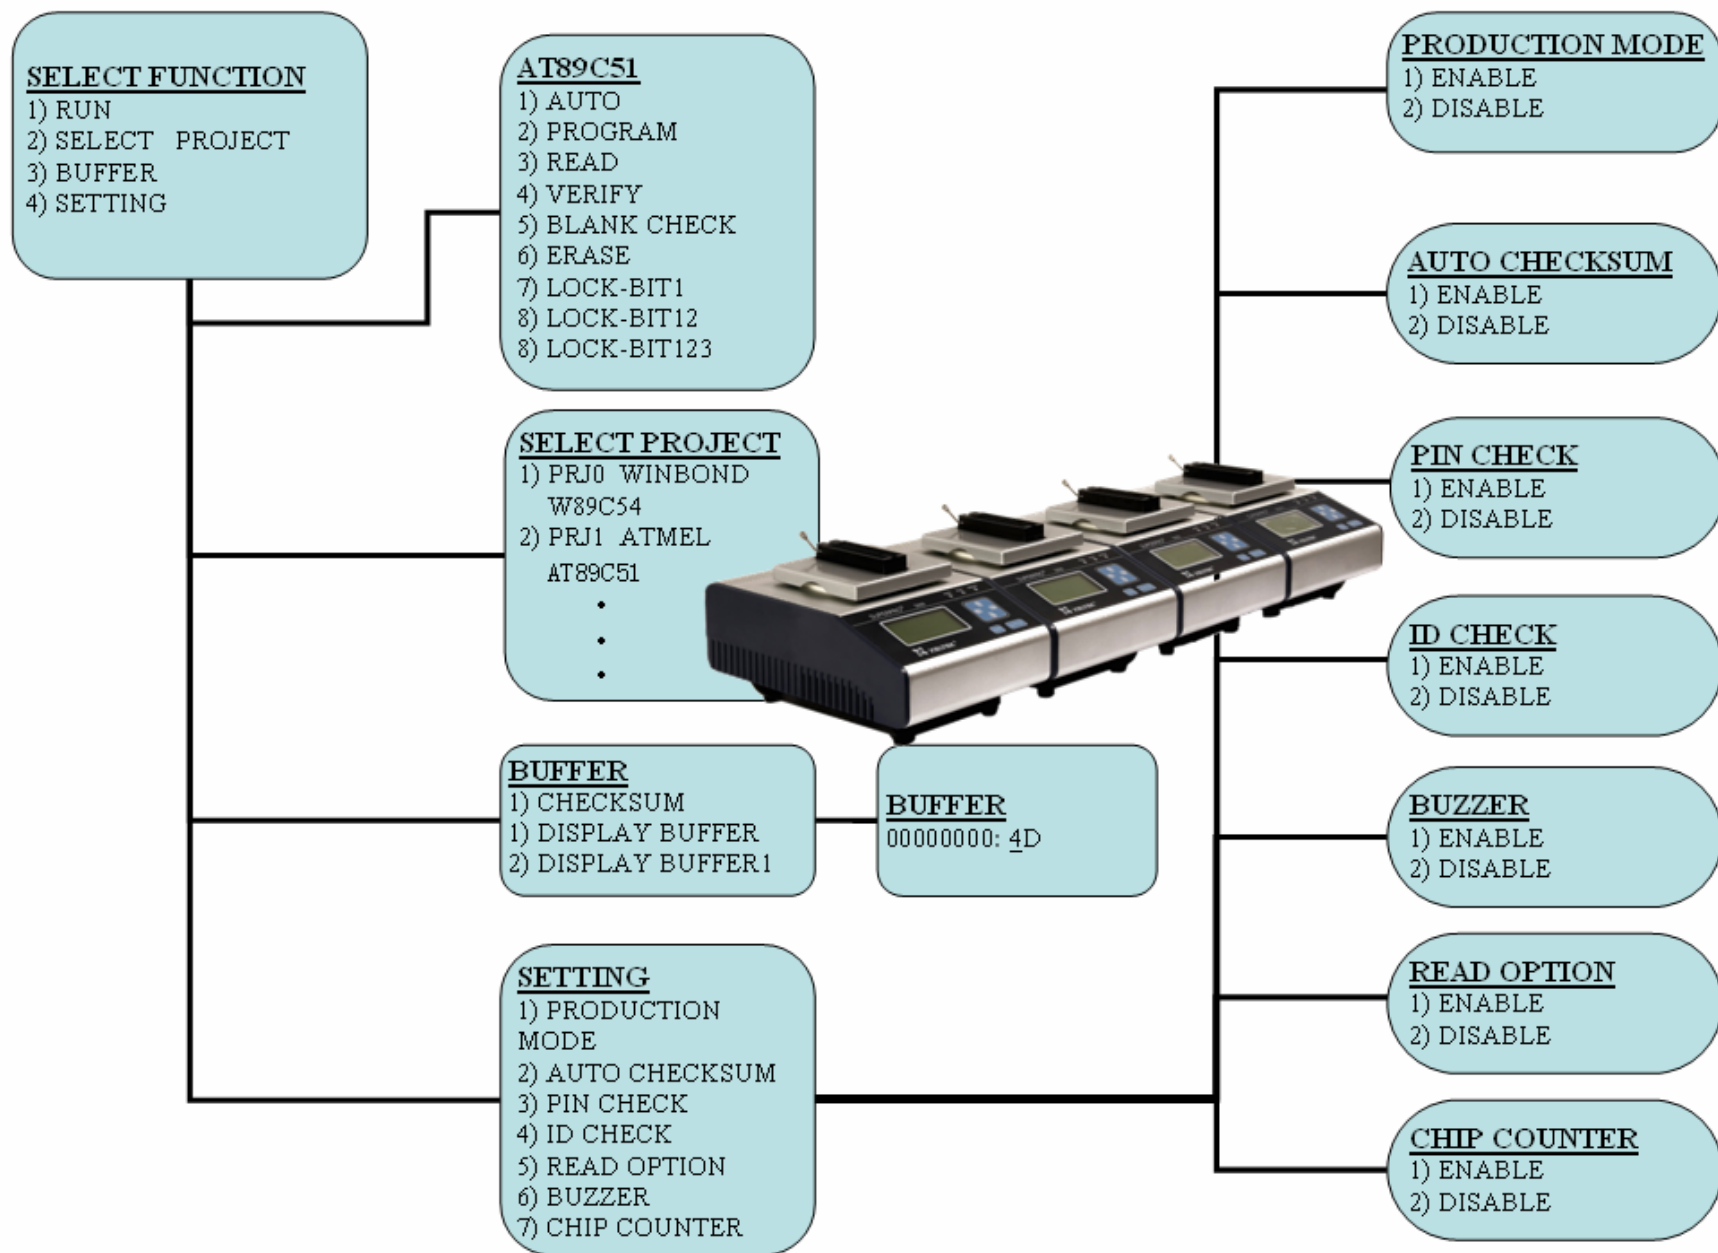 SELECT FUNCTION
1) RUN
2) SELECT PROJECT
3) BUFFER
4) SETTING
AT89C51
1) AUTO
2) PROGRAM
3) READ
4) VERIFY
5) BLANK CHECK
6) ERASE
7) LOCK-BIT1
8) LOCK-BIT12
8) LOCK-BIT123
SELECT PROJECT
1) PRJ0 WINBOND
W89C54
2) PRJ1 ATMEL
AT89C51
BUFFER
1) CHECKSUM
1) DISPLAY BUFFER
2) DISPLAY BUFFER1
BUFFER
00000000: 4D
SETTING
1) PRODUCTION
MODE
2) AUTO CHECKSUM
3) PIN CHECK
4) ID CHECK
5) READ OPTION
6) BUZZER
7) CHIP COUNTER
PRODUCTION MODE
1) ENABLE
2) DISABLE
AUTO CHECKSUM
1) ENABLE
2) DISABLE
PIN CHECK
1) ENABLE
2) DISABLE
ID CHECK
1) ENABLE
2) DISABLE
BUZZER
1) ENABLE
2) DISABLE
READ OPTION
1) ENABLE
2) DISABLE
CHIP COUNTER
1) ENABLE
2) DISABLE